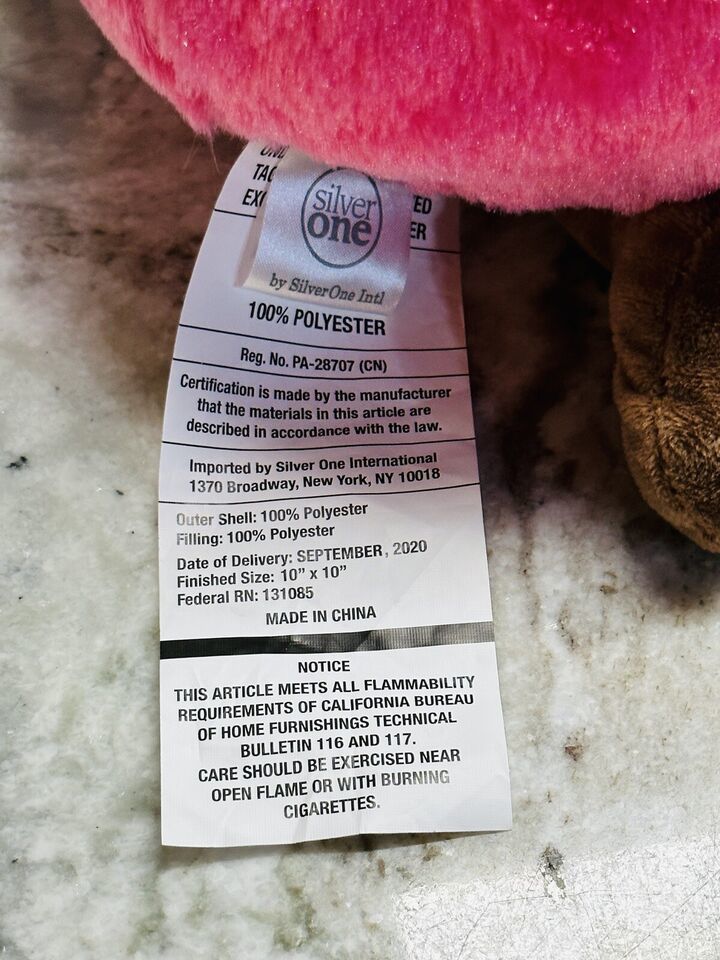 silver
one
by SilverOne Intl
100% POLYESTER
Reg. No. PA-28707 (CN)
Certification is made by the manufacturer
that the materials in this article are
described in accordance with the law.
Imported by Silver One International
1370 Broadway, New York, NY 10018
Outer Shell: 100% Polyester
Filling: 100% Polyester
Date of Delivery: SEPTEMBER, 2020
Finished Size: 10” x 10”
Federal RN: 131085
MADE IN CHINA
NOTICE
THIS ARTICLE MEETS ALL FLAMMABILITY
REQUIREMENTS OF CALIFORNIA BUREAU
OF HOME FURNISHINGS TECHNICAL
BULLETIN 116 AND 117.
CARE SHOULD BE EXERCISED NEAR
OPEN FLAME OR WITH BURNING
CIGARETTES.